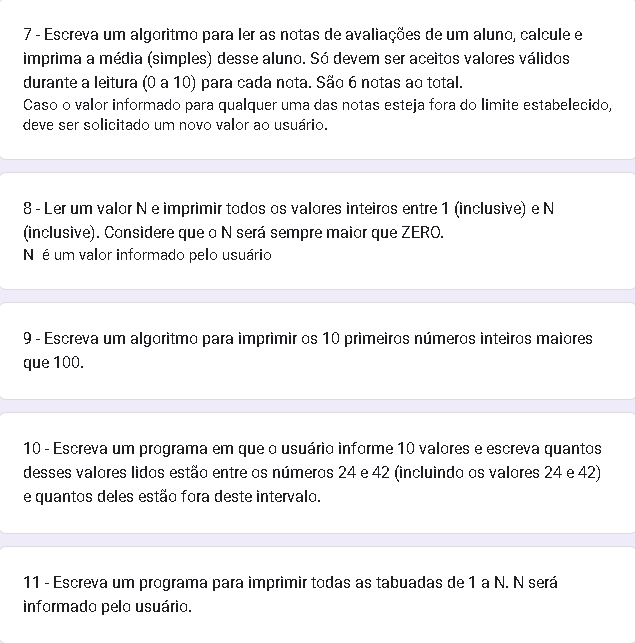 7 - Escreva um algoritmo para ler as notas de avaliações de um aluno, calcule e
imprima a média (simples) desse aluno. Só devem ser aceitos valores válidos
durante a leitura (0 a 10) para cada nota. São 6 notas ao total.
Caso o valor informado para qualquer uma das notas esteja fora do limite estabelecido,
deve ser solicitado um novo valor ao usuário.
8 - Ler um valor N e imprimir todos os valores inteiros entre 1 (inclusive) e N
(inclusive). Considere que o N será sempre maior que ZERO.
N é um valor informado pelo usuário
9 - Escreva um algoritmo para imprimir os 10 primeiros números inteiros maiores
que 100.
10 - Escreva um programa em que o usuário informe 10 valores e escreva quantos
desses valores lidos estão entre os números 24 e 42 (incluindo os valores 24 e 42)
e quantos deles estão fora deste intervalo.
11 - Escreva um programa para imprimir todas as tabuadas de 1 a N. N será
informado pelo usuário.